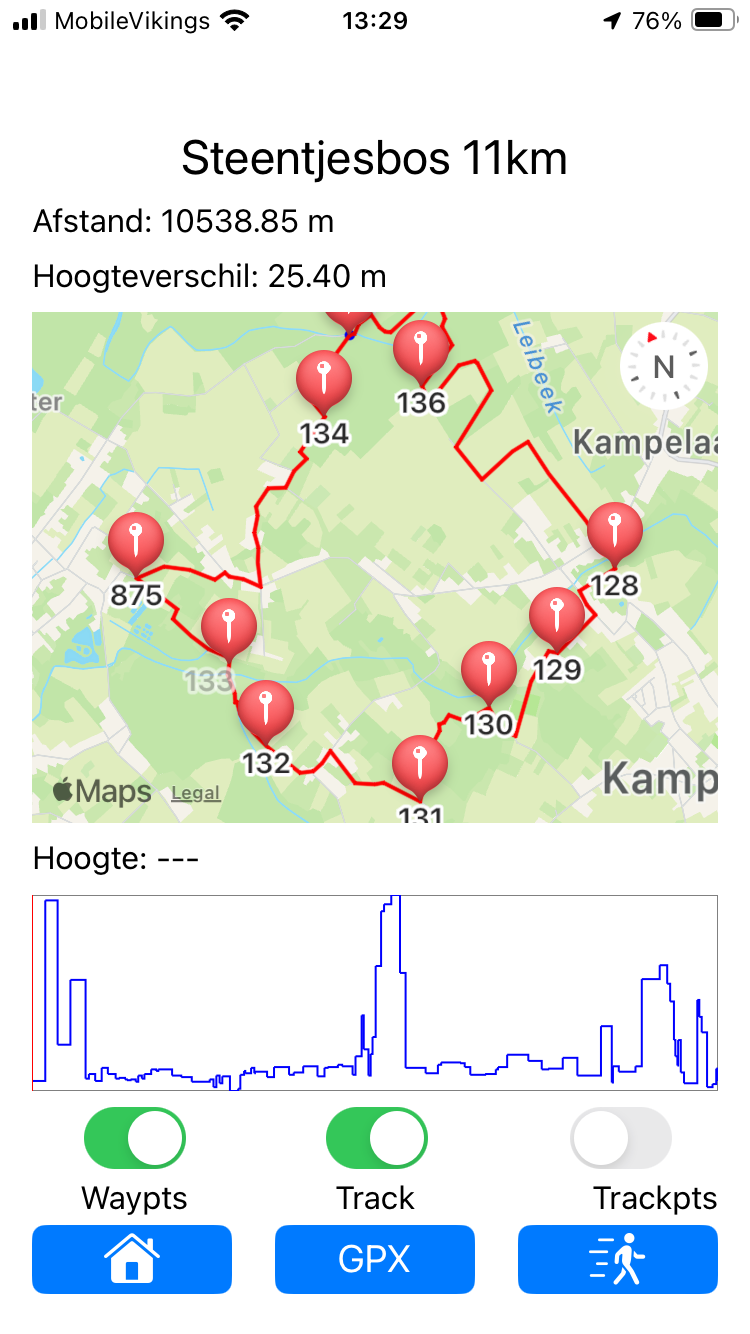 MobileVikings 13:29 76%
Steentjesbos 11km
Afstand: 10538.85 m
Hoogteverschil: 25.40 m
Leibeek
N
ter
136
134
Kampelaa
128
875
129
133
130
132
Kamp
Maps Legal
131
Hoogte: ---
Waypts Track Trackpts
GPX